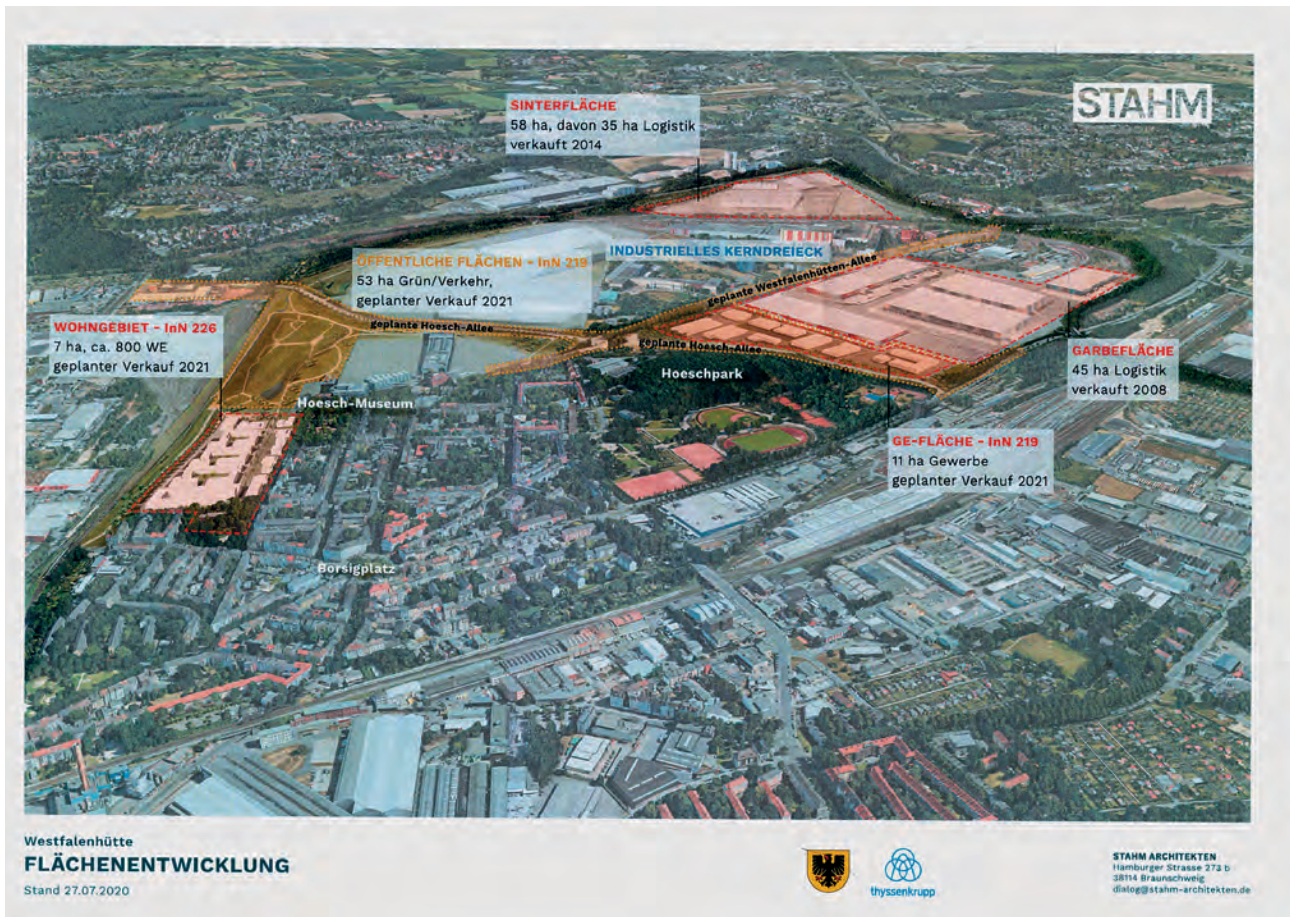 STAHM
SINTERFLÄCHE
58 ha, davon 35 ha Logistik
verkauft 2014
ÖFFENTLICHE FLÄCHEN - InN 219
53 ha Grün/Verkehr,
geplanter Verkauf 2021
INDUSTRIELLES KERNDREIECK
geplante Westfalenhütten-Allee
geplante Hoesch-Allee
geplante Hoesch-Allee
WOHNGEBIET - InN 226
7 ha, ca. 800 WE
geplanter Verkauf 2021
GARBEFLÄCHE
45 ha Logistik
verkauft 2008
Hoeschpark
Hoesch-Museum
GE-FLÄCHE - InN 219
11 ha Gewerbe
geplanter Verkauf 2021
Borsigplatz
Westfalenhütte
FLÄCHENENTWICKLUNG
Stand 27.07.2020
thyssenkrupp
STAHM ARCHITEKTEN
Hamburger Strasse 273 b
38114 Braunschweig
dialog@stahm-architekten.de